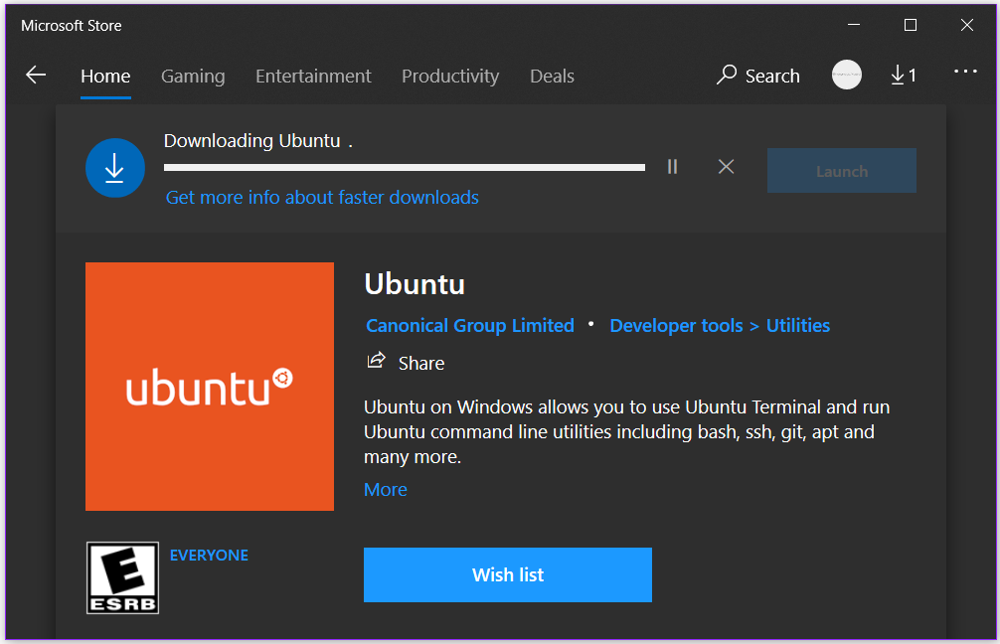 Microsoft Store
Home Gaming Entertainment Productivity Deals Search 1
Downloading Ubuntu .
Launch
Get more info about faster downloads
Ubuntu
Canonical Group Limited • Developer tools > Utilities
Share
ubuntu
Ubuntu on Windows allows you to use Ubuntu Terminal and run
Ubuntu command line utilities including bash, ssh, git, apt and
many more.
More
EVERYONE
E
ESRB
Wish list